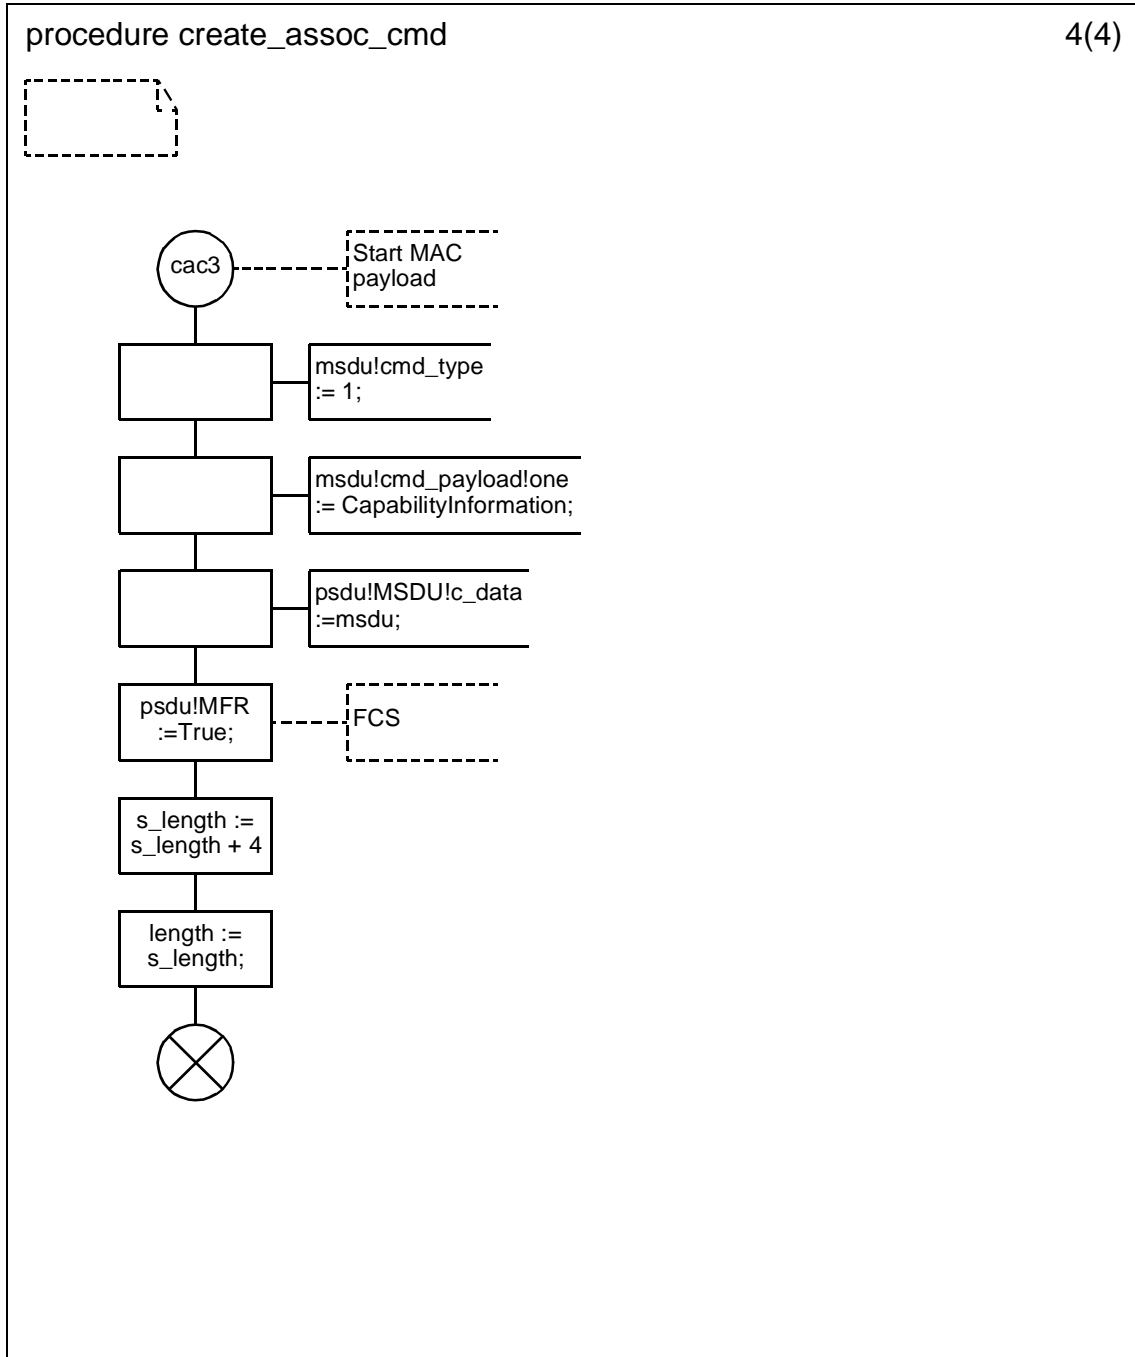 procedure create_assoc_cmd
4(4)
cac3
Start MAC
payload
msdu!cmd_type
:= 1;
msdu!cmd_payload!one
:= CapabilityInformation;
psdu!MSDU!c_data
:=msdu;
psdu!MFR
:=True;
FCS
s_length :=
s_length + 4
length :=
s_length;